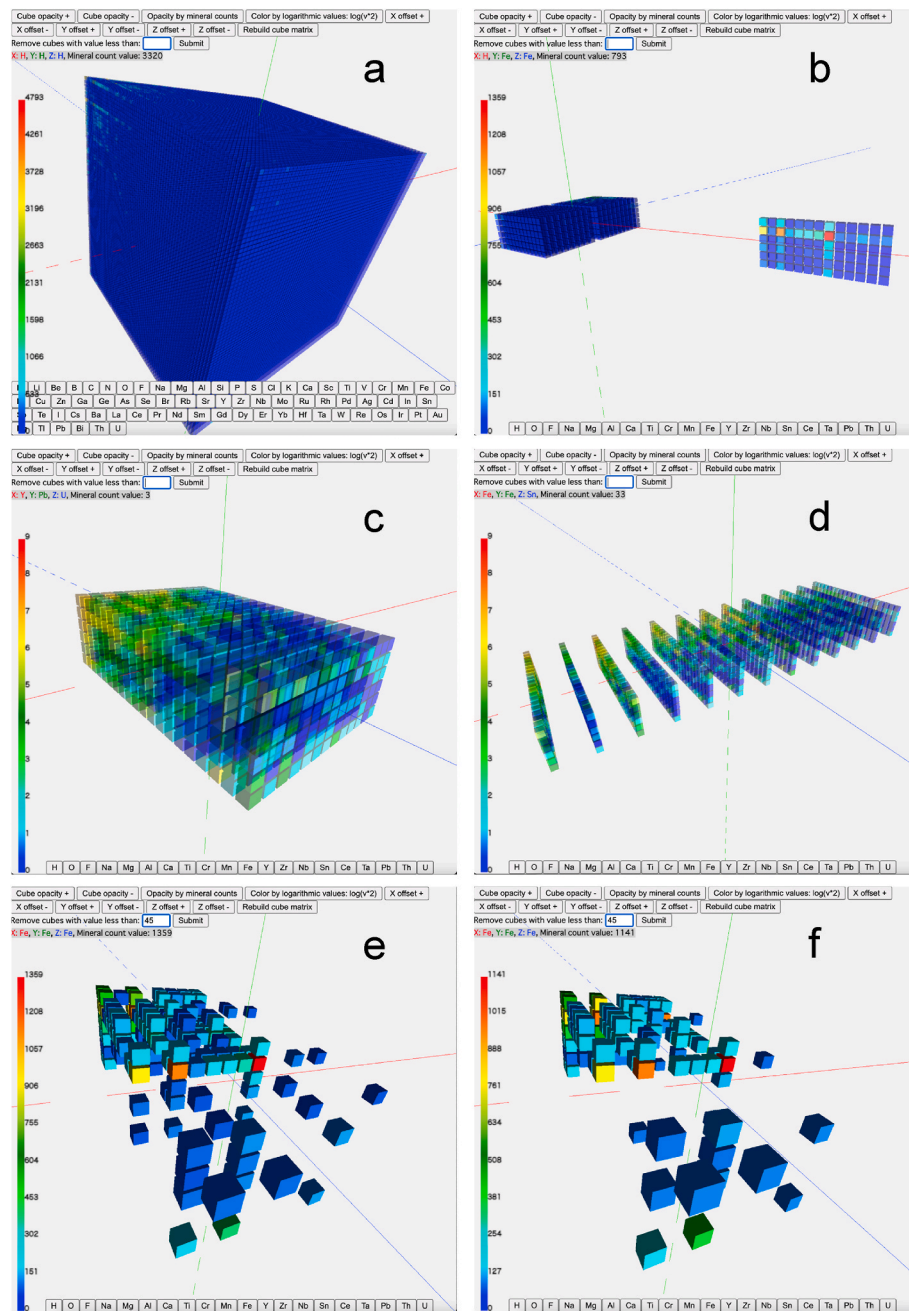 Cube opacity + Cube opacity - Opacity by mineral counts Color by logarithmic values: log(v*2) X offset +
X offset - Y offset + Y offset - Z offset + Z offset - Rebuild cube matrix
Remove cubes with value less than: Submit
X: H, Y: H, Z: H, Mineral count value: 3320
a
4793
4261
3728
3196
2663
2131
1598
1066
533
0
Li Be B C N O F Na Mg Al Si P S Cl K Ca Sc Ti V Cr Mn Fe Co
Cu Zn Ga Ge As Se Br Rb Sr Y Zr Nb Mo Ru Rh Pd Ag Cd In Sn
Te I Cs Ba La Ce Pr Nd Sm Gd Dy Er Yb Hf Ta W Re Os Ir Pt Au
Tl Pb Bi Th U
Cube opacity + Cube opacity - Opacity by mineral counts Color by logarithmic values: log(v*2) X offset +
X offset - Y offset + Y offset - Z offset + Z offset - Rebuild cube matrix
Remove cubes with value less than: Submit
X: H, Y: Fe, Z: Fe, Mineral count value: 793
b
1359
1208
1057
906
755
604
453
302
151
0
H O F Na Mg Al Ca Ti Cr Mn Fe Y Zr Nb Sn Ce Ta Pb Th U
Cube opacity + Cube opacity - Opacity by mineral counts Color by logarithmic values: log(v*2) X offset +
X offset - Y offset + Y offset - Z offset + Z offset - Rebuild cube matrix
Remove cubes with value less than: Submit
X: Y, Y: Pb, Z: U, Mineral count value: 3
c
9
8
7
6
5
4
3
2
1
0
H O F Na Mg Al Ca Ti Cr Mn Fe Y Zr Nb Sn Ce Ta Pb Th U
Cube opacity + Cube opacity - Opacity by mineral counts Color by logarithmic values: log(v*2) X offset +
X offset - Y offset + Y offset - Z offset + Z offset - Rebuild cube matrix
Remove cubes with value less than: Submit
X: Fe, Y: Fe, Z: Sn, Mineral count value: 33
d
9
8
7
6
5
4
3
2
1
0
H O F Na Mg Al Ca Ti Cr Mn Fe Y Zr Nb Sn Ce Ta Pb Th U
Cube opacity + Cube opacity - Opacity by mineral counts Color by logarithmic values: log(v*2) X offset +
X offset - Y offset + Y offset - Z offset + Z offset - Rebuild cube matrix
Remove cubes with value less than: 45 Submit
X: Fe, Y: Fe, Z: Fe, Mineral count value: 1359
e
1359
1208
1057
906
755
604
453
302
151
0
H O F Na Mg Al Ca Ti Cr Mn Fe Y Zr Nb Sn Ce Ta Pb Th U
Cube opacity + Cube opacity - Opacity by mineral counts Color by logarithmic values: log(v*2) X offset +
X offset - Y offset + Y offset - Z offset + Z offset - Rebuild cube matrix
Remove cubes with value less than: 45 Submit
X: Fe, Y: Fe, Z: Fe, Mineral count value: 1141
f
1141
1015
888
761
634
508
381
254
127
0
H O F Na Mg Al Ca Ti Cr Mn Fe Y Zr Nb Sn Ce Ta Pb Th U